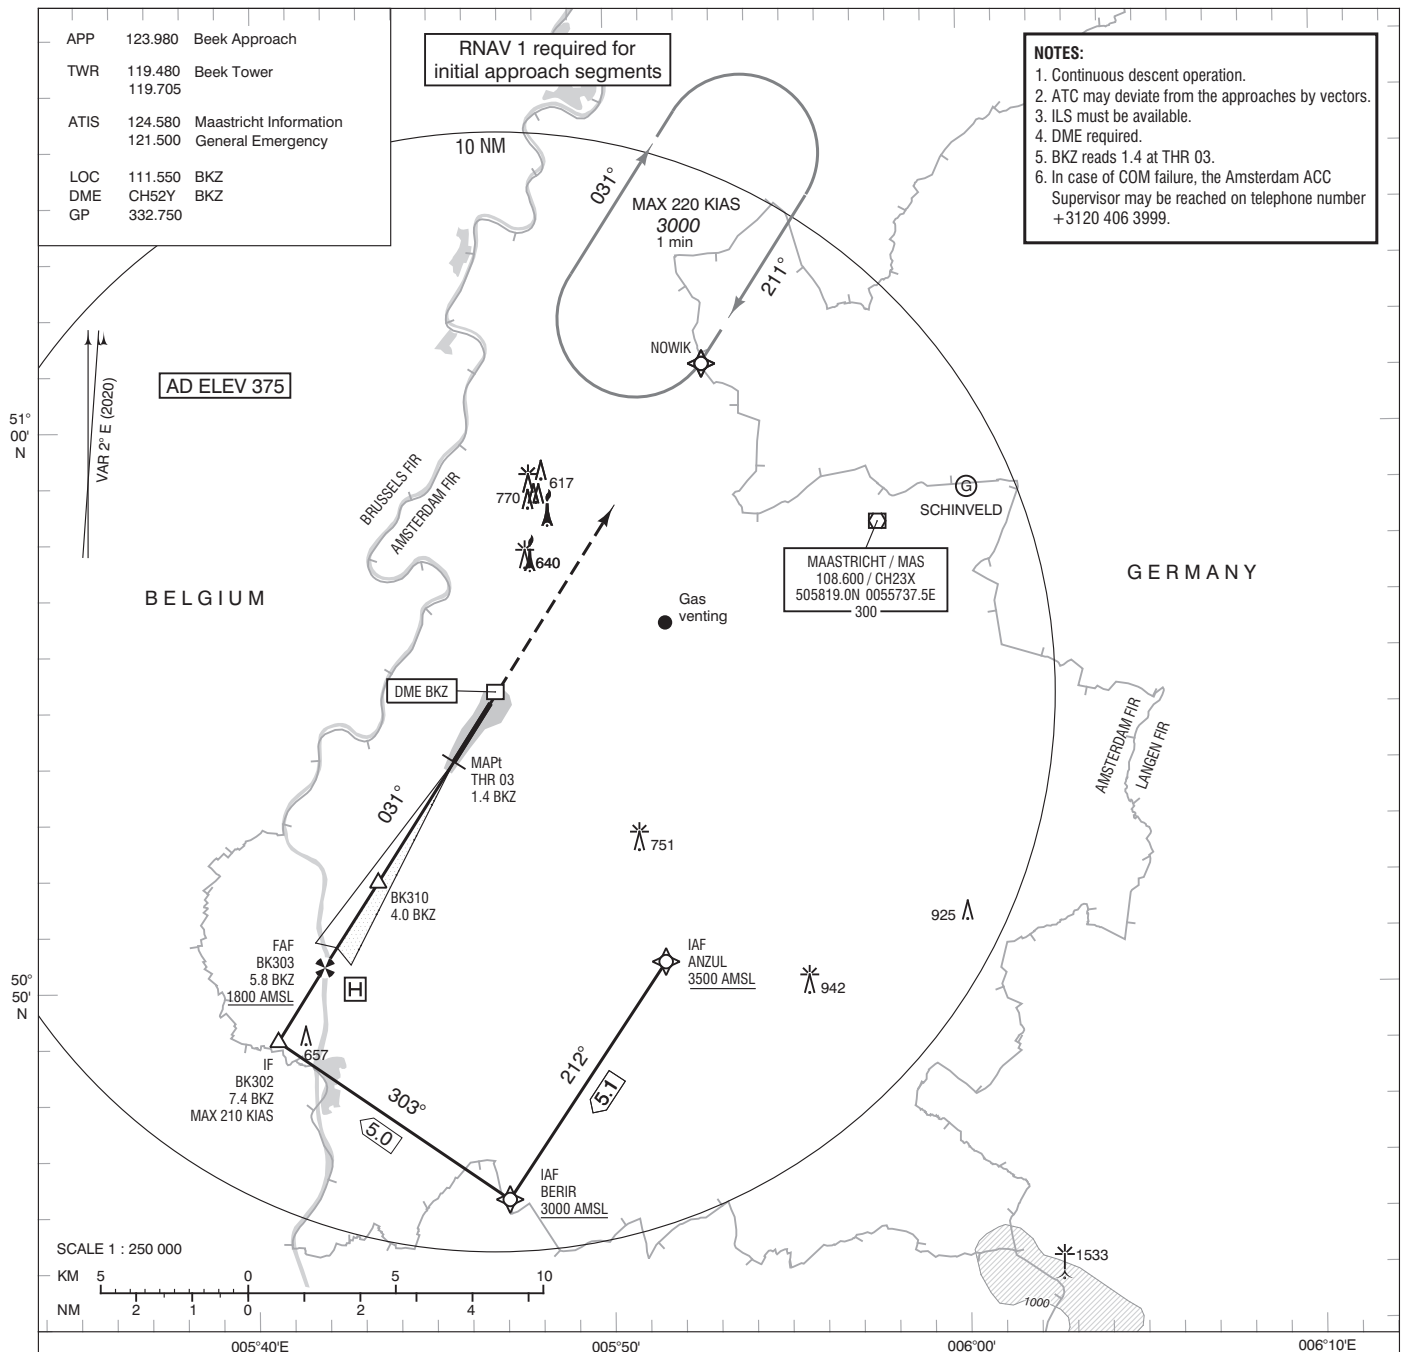 APP 123.980 Beek Approach
TWR 119.480 Beek Tower
119.705
ATIS 124.580 Maastricht Information
121.500 General Emergency
LOC 111.550 BKZ
DME CH52Y BKZ
GP 332.750
RNAV 1 required for
initial approach segments
NOTES:
1. Continuous descent operation.
2. ATC may deviate from the approaches by vectors.
3. ILS must be available.
4. DME required.
5. BKZ reads 1.4 at THR 03.
6. In case of COM failure, the Amsterdam ACC
Supervisor may be reached on telephone number
+3120 406 3999.
10 NM
031°
MAX 220 KIAS
3000
1 min
211°
NOWIK
VAR 2° E (2020)
AD ELEV 375
51°
00'
N
BRUSSELS FIR
AMSTERDAM FIR
617
770
640
G
SCHINVELD
MAASTRICHT / MAS
108.600 / CH23X
505819.0N 0055737.5E
300
BELGIUM
GERMANY
Gas
venting
DME BKZ
MAPt
THR 03
1.4 BKZ
031°
AMSTERDAM FIR
LANGEN FIR
751
BK310
4.0 BKZ
925
FAF
BK303
5.8 BKZ
1800 AMSL
H
IAF
ANZUL
3500 AMSL
942
50°
50'
N
657
IF
BK302
7.4 BKZ
MAX 210 KIAS
212°
5.1
303°
5.0
IAF
BERIR
3000 AMSL
1533
1000
SCALE 1 : 250 000
KM 5 0 5 10
NM 2 1 0 2 4
005°40'E 005°50' 006°00' 006°10'E